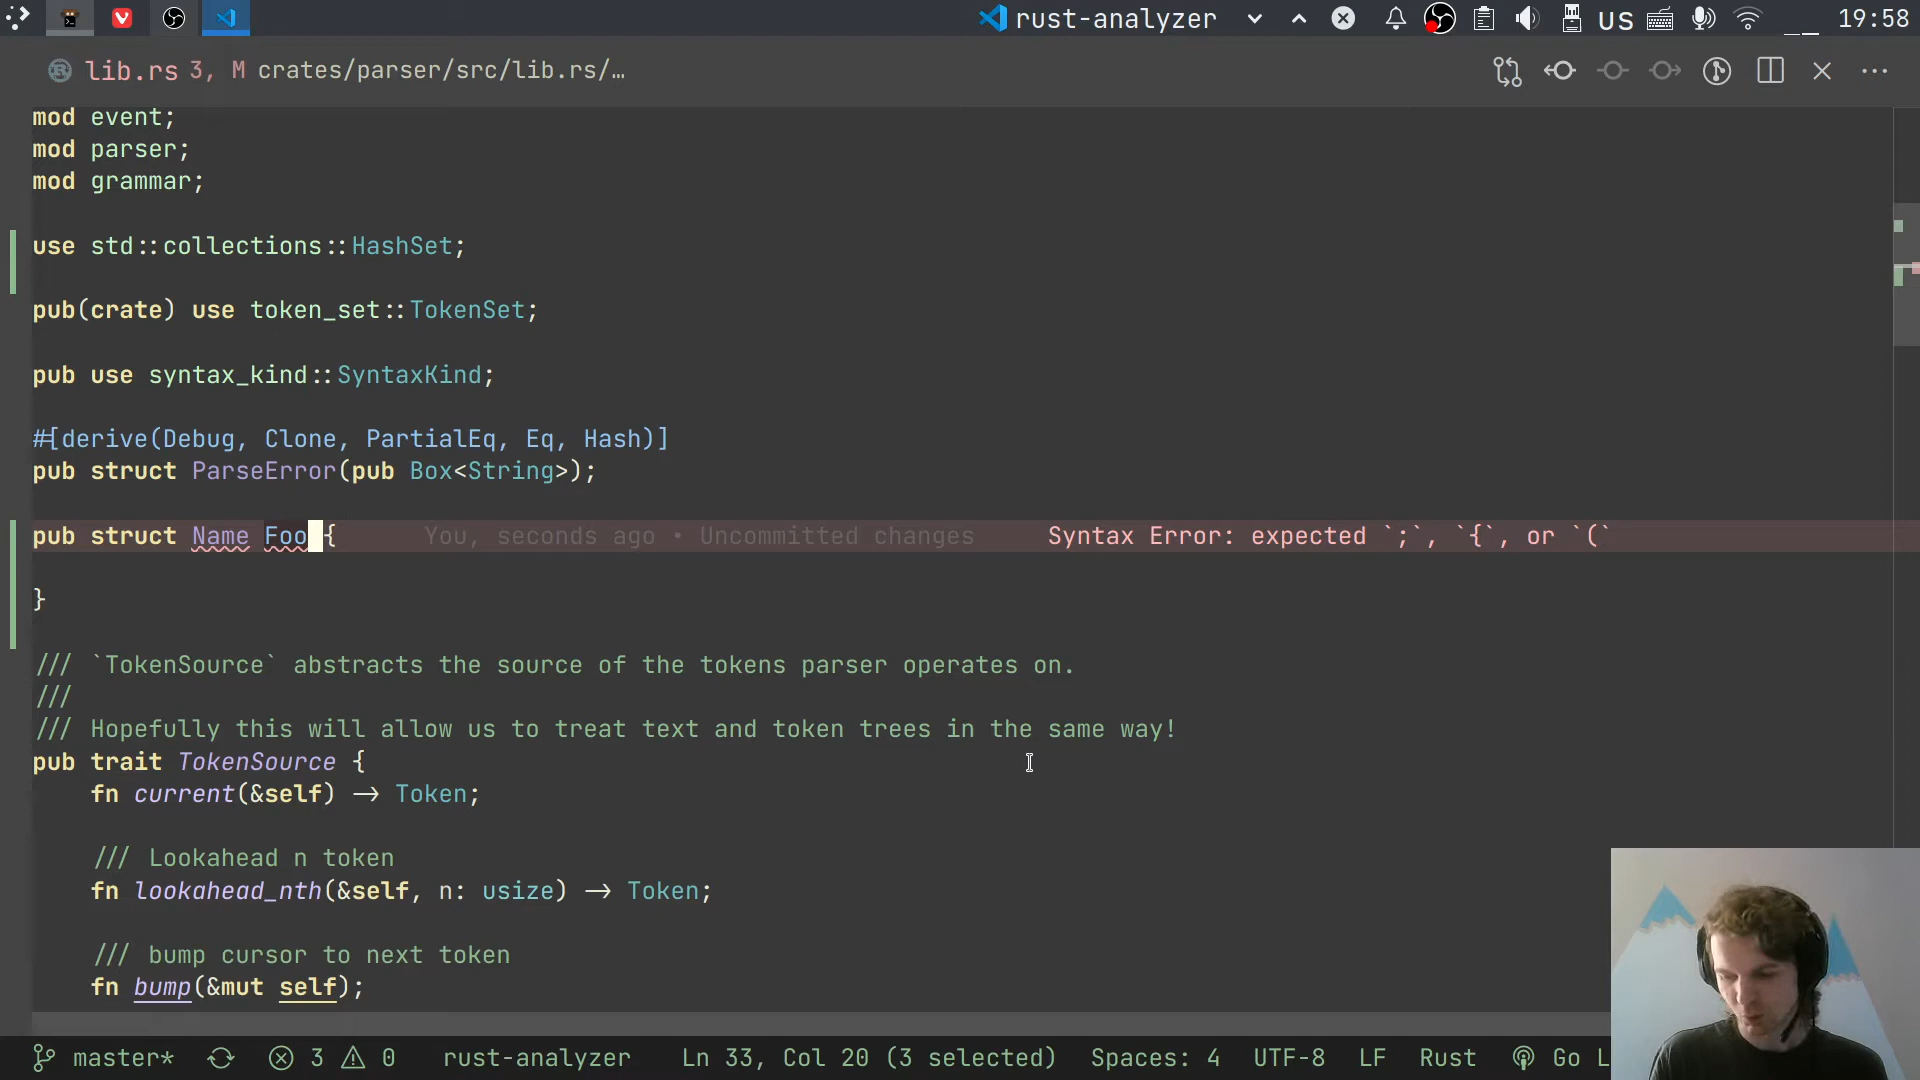 rust-analyzer US 19:58
lib.rs 3, M crates/parser/src/lib.rs/…
mod event;
mod parser;
mod grammar;
use std::collections::HashSet;
pub(crate) use token_set::TokenSet;
pub use syntax_kind::SyntaxKind;
#[derive(Debug, Clone, PartialEq, Eq, Hash)]
pub struct ParseError(pub Box<String>);
pub struct Name Foo { You, seconds ago • Uncommitted changes Syntax Error: expected `;`, `{`, or `(`
}
/// `TokenSource` abstracts the source of the tokens parser operates on.
///
/// Hopefully this will allow us to treat text and token trees in the same way!
pub trait TokenSource {
fn current(&self) -> Token;
/// Lookahead n token
fn lookahead_nth(&self, n: usize) -> Token;
/// bump cursor to next token
fn bump(&mut self);
master* 3 0 rust-analyzer Ln 33, Col 20 (3 selected) Spaces: 4 UTF-8 LF Rust Go L